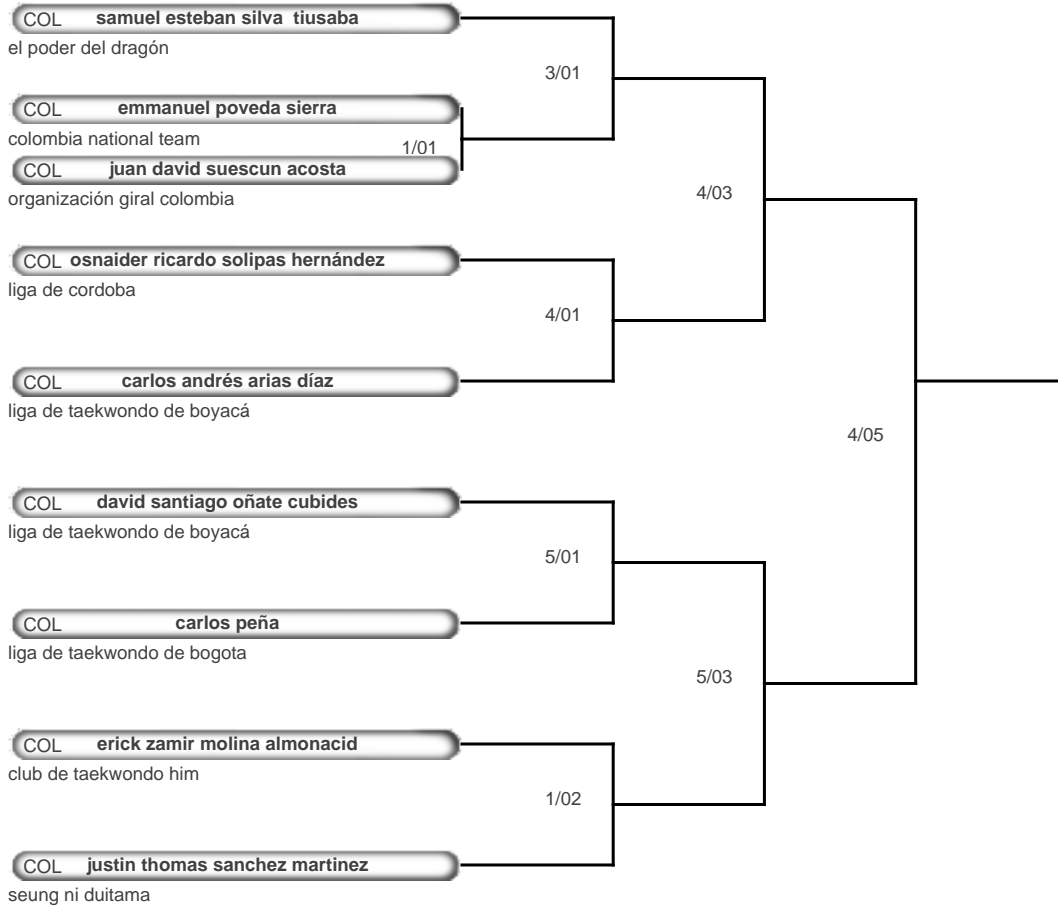 COL samuel esteban silva tiusaba
el poder del dragón
3/01
COL emmanuel poveda sierra
colombia national team
1/01
COL juan david suescun acosta
organización giral colombia
4/03
COL osnaider ricardo solipas hernández
liga de cordoba
4/01
COL carlos andrés arias díaz
liga de taekwondo de boyacá
4/05
COL david santiago oñate cubides
liga de taekwondo de boyacá
5/01
COL carlos peña
liga de taekwondo de bogota
5/03
COL erick zamir molina almonacid
club de taekwondo him
1/02
COL justin thomas sanchez martinez
seung ni duitama